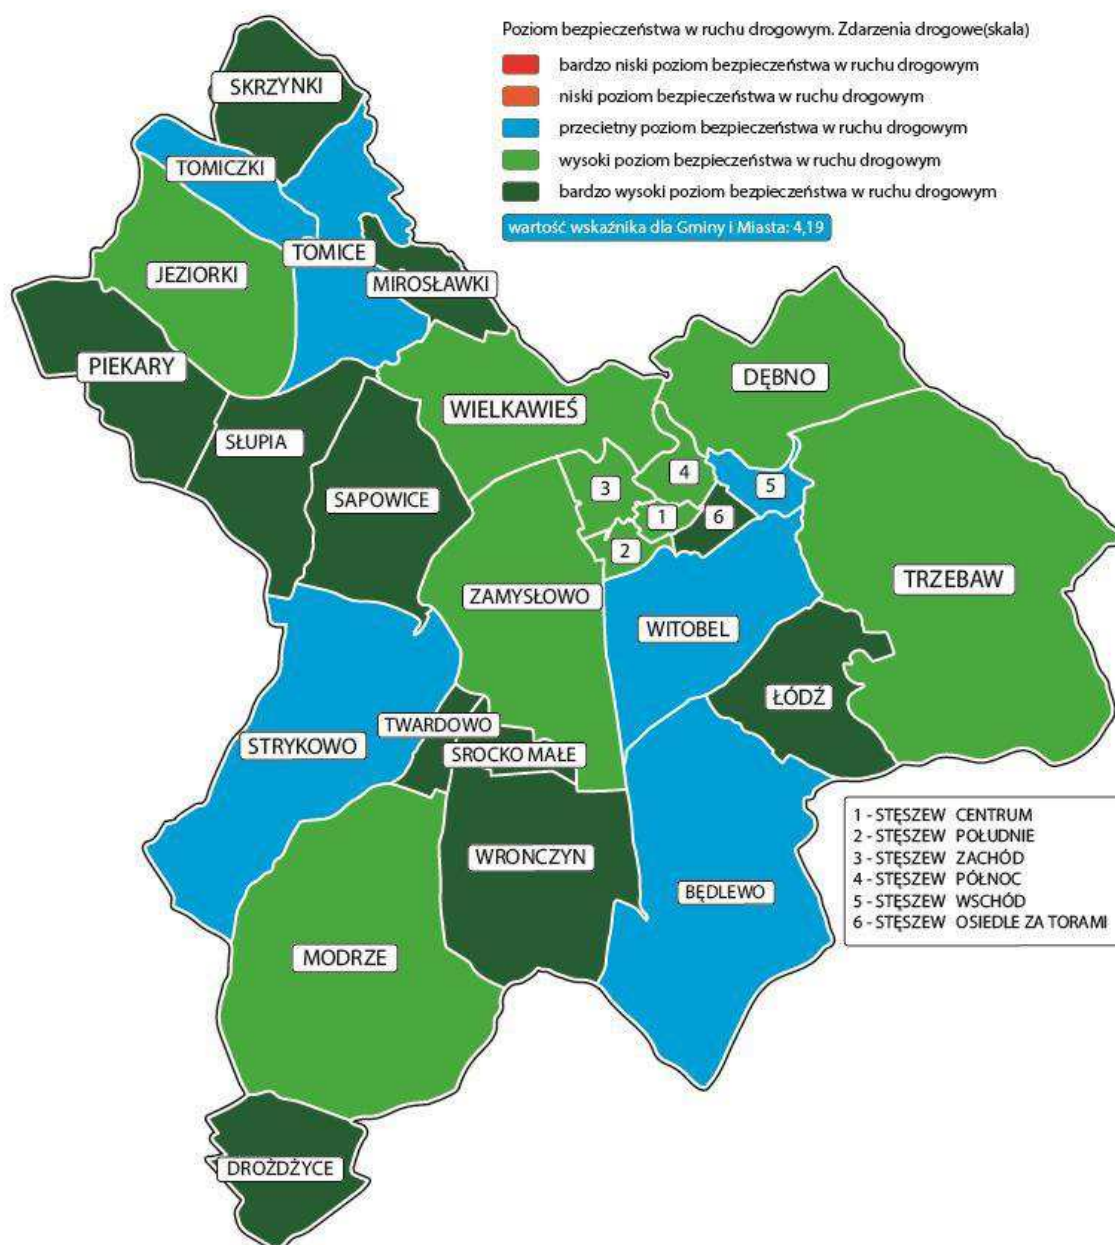 Poziom bezpieczeństwa w ruchu drogowym. Zdarzenia drogowe(skala)
bardzo niski poziom bezpieczeństwa w ruchu drogowym
niski poziom bezpieczeństwa w ruchu drogowym
przecietny poziom bezpieczeństwa w ruchu drogowym
wysoki poziom bezpieczeństwa w ruchu drogowym
bardzo wysoki poziom bezpieczeństwa w ruchu drogowym
wartość wskaźnika dla Gminy i Miasta: 4,19
SKRZYNKI
TOMICZKI
TOMICE
JEZIORKI
MIROSŁAWKI
PIEKARY
DĘBNO
WIELKAWIEŚ
SŁUPIA
SAPOWICE
3
4
5
1
6
2
TRZEBAW
ZAMYSŁOWO
WITOBEL
ŁÓDŹ
TWARDOWO
STRYKOWO
SROCKO MAŁE
WRONCZYN
BĘDLEWO
MODRZE
DROŻDŻYCE
1 - STĘSZEW CENTRUM
2 - STĘSZEW POŁUDNIE
3 - STĘSZEW ZACHÓD
4 - STĘSZEW PÓŁNOC
5 - STĘSZEW WSCHÓD
6 - STĘSZEW OSIEDLE ZA TORAMI